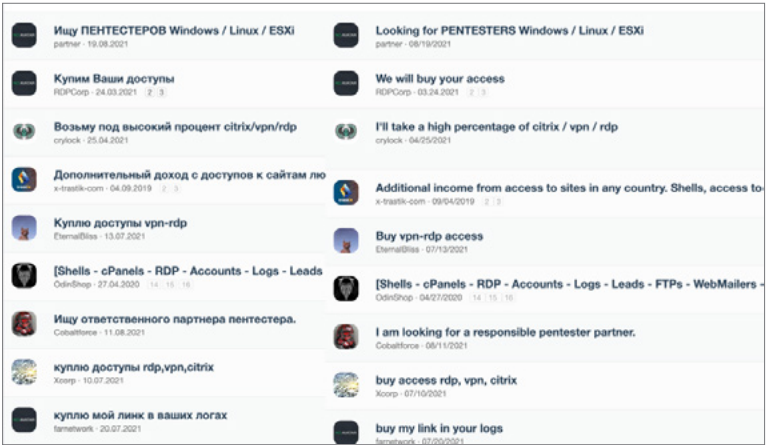 Ищу ПЕНТЕСТЕРОВ Windows / Linux / ESXi
partner · 19.08.2021
Купим Ваши доступы
RDPCorp · 24.03.2021 2 3
Возьму под высокий процент citrix/vpn/rdp
crylock · 25.04.2021
Дополнительный доход с доступов к сайтам лю
x-trastik-com · 04.09.2019 2 3
Куплю доступы vpn-rdp
EternalBliss · 13.07.2021
[Shells - cPanels - RDP - Accounts - Logs - Leads
OdinShop · 27.04.2020 14 15 16
Ищу ответственного партнера пентестера.
Cobaltforce · 11.08.2021
куплю доступы rdp,vpn,citrix
Xcorp · 10.07.2021
куплю мой линк в ваших логах
farnetwork · 20.07.2021
Looking for PENTESTERS Windows / Linux / ESXi
partner · 08/19/2021
We will buy your access
RDPCorp · 03.24.2021 2 3
I'll take a high percentage of citrix / vpn / rdp
crylock · 04/25/2021
Additional income from access to sites in any country. Shells, access to
x-trastik-com · 09/04/2019 2 3
Buy vpn-rdp access
EternalBliss · 07/13/2021
[Shells - cPanels - RDP - Accounts - Logs - Leads - FTPs - WebMailers -
OdinShop · 04/27/2020 14 15 16
I am looking for a responsible pentester partner.
Cobaltforce · 08/11/2021
buy access rdp, vpn, citrix
Xcorp · 07/10/2021
buy my link in your logs
farnetwork · 07/20/2021